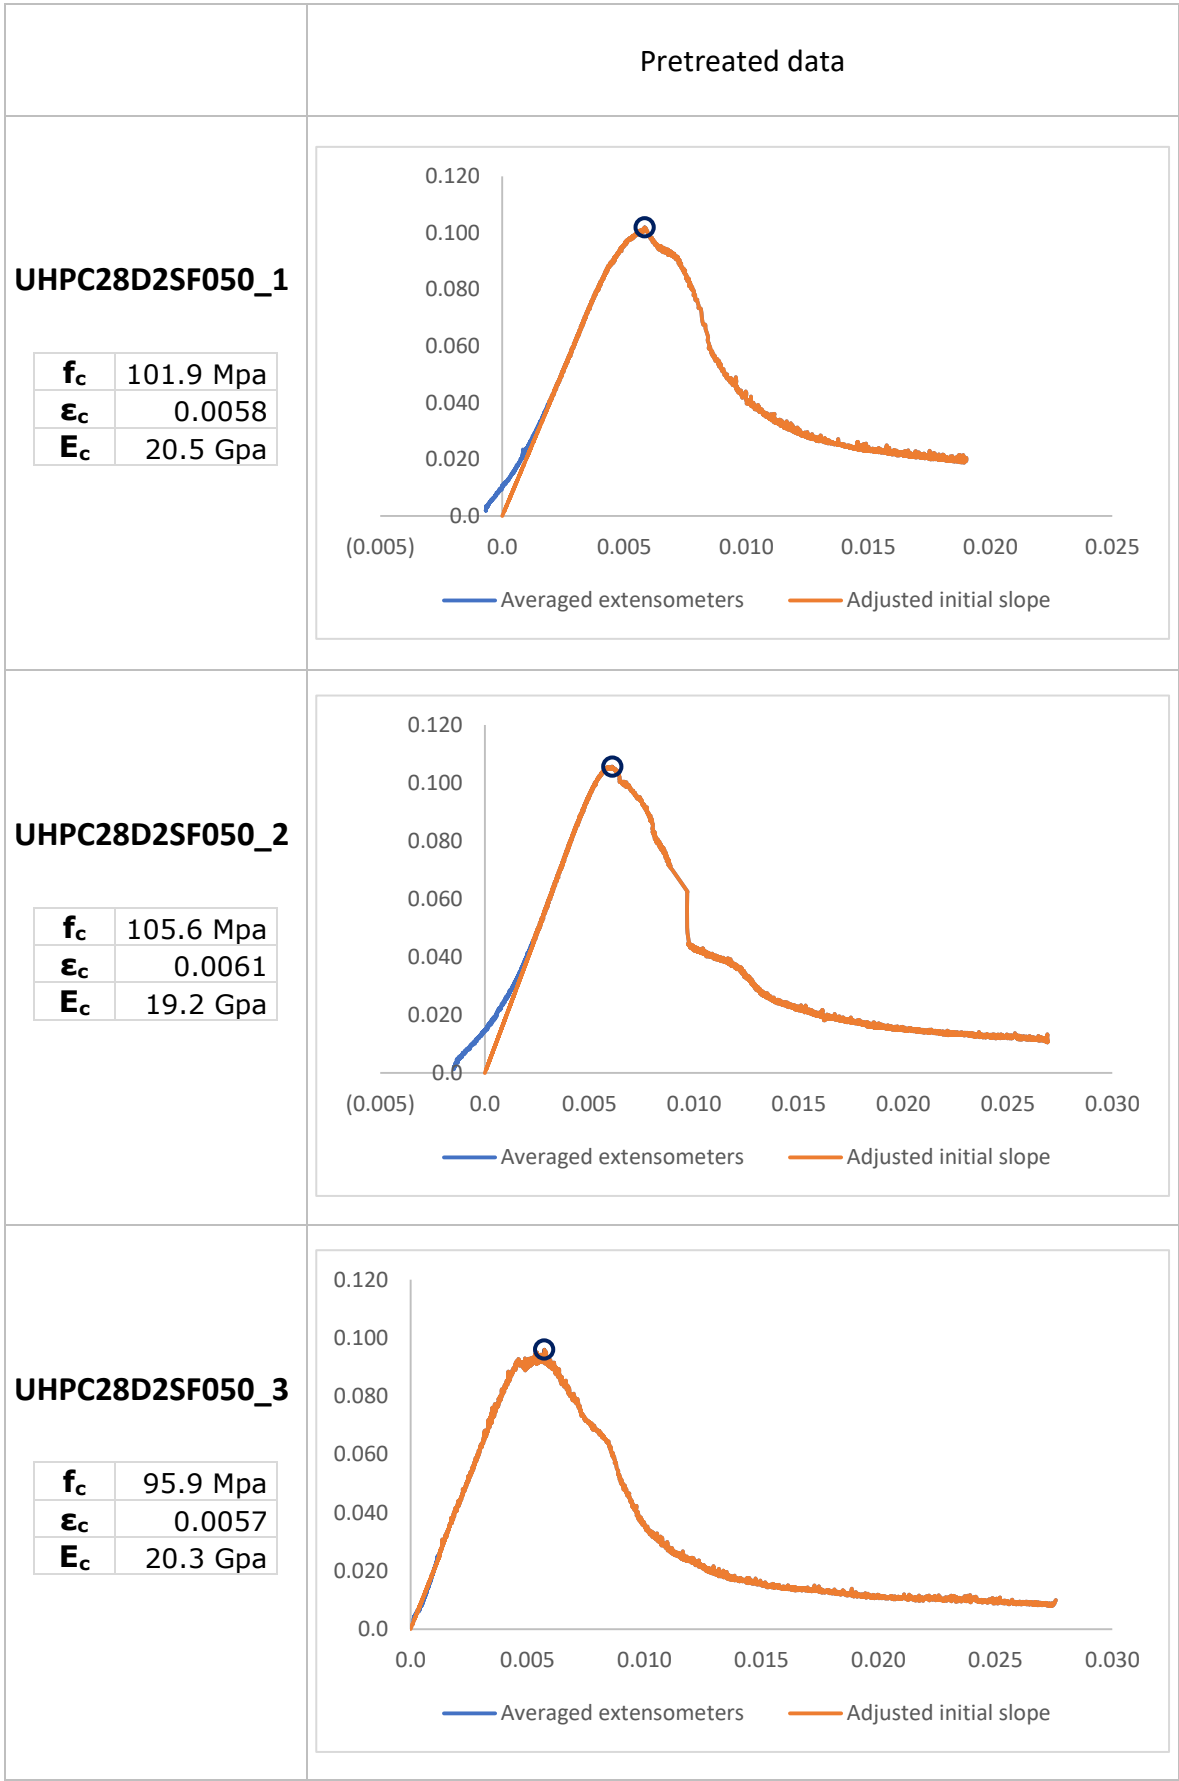 Pretreated data
UHPC28D2SF050_1
fc 101.9 Mpa
εc 0.0058
Ec 20.5 Gpa
0.120
0.100
0.080
0.060
0.040
0.020
0.0
(0.005) 0.0 0.005 0.010 0.015 0.020 0.025
Averaged extensometers Adjusted initial slope
UHPC28D2SF050_2
fc 105.6 Mpa
εc 0.0061
Ec 19.2 Gpa
0.120
0.100
0.080
0.060
0.040
0.020
0.0
(0.005) 0.0 0.005 0.010 0.015 0.020 0.025 0.030
Averaged extensometers Adjusted initial slope
UHPC28D2SF050_3
fc 95.9 Mpa
εc 0.0057
Ec 20.3 Gpa
0.120
0.100
0.080
0.060
0.040
0.020
0.0
0.0 0.005 0.010 0.015 0.020 0.025 0.030
Averaged extensometers Adjusted initial slope